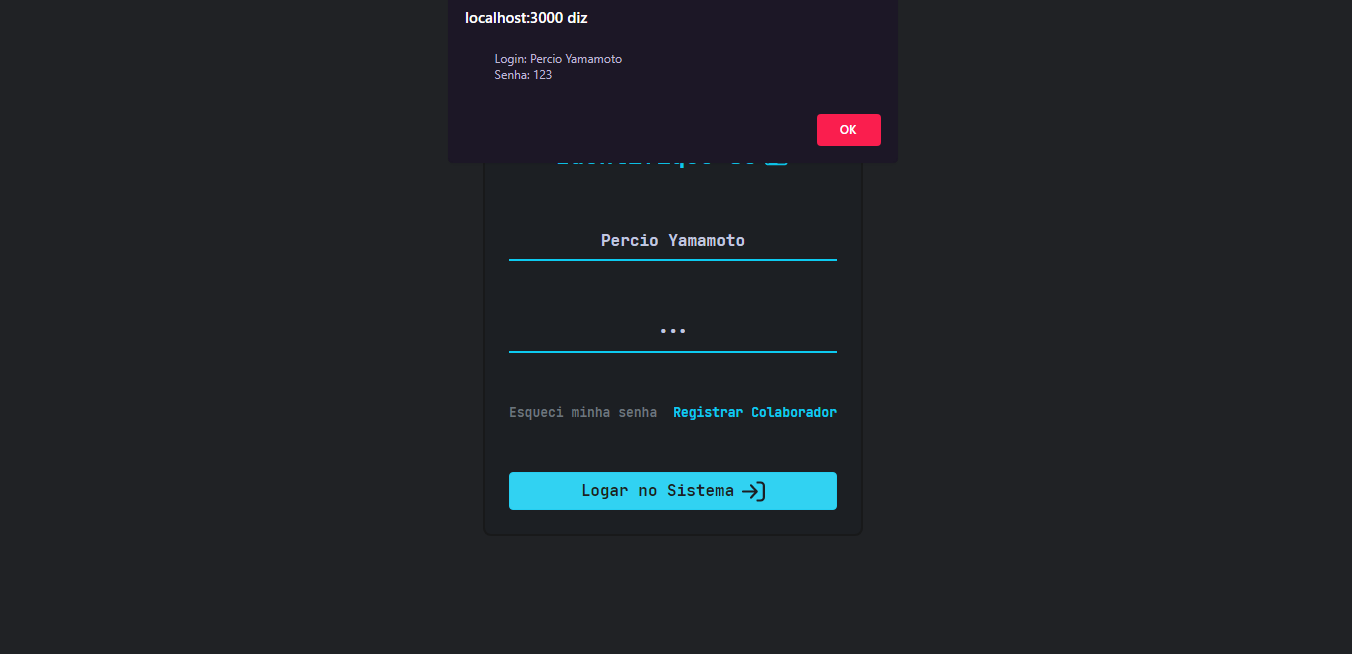 localhost:3000 diz
Login: Percio Yamamoto
Senha: 123
OK
Percio Yamamoto
•••
Esqueci minha senha Registrar Colaborador
Logar no Sistema